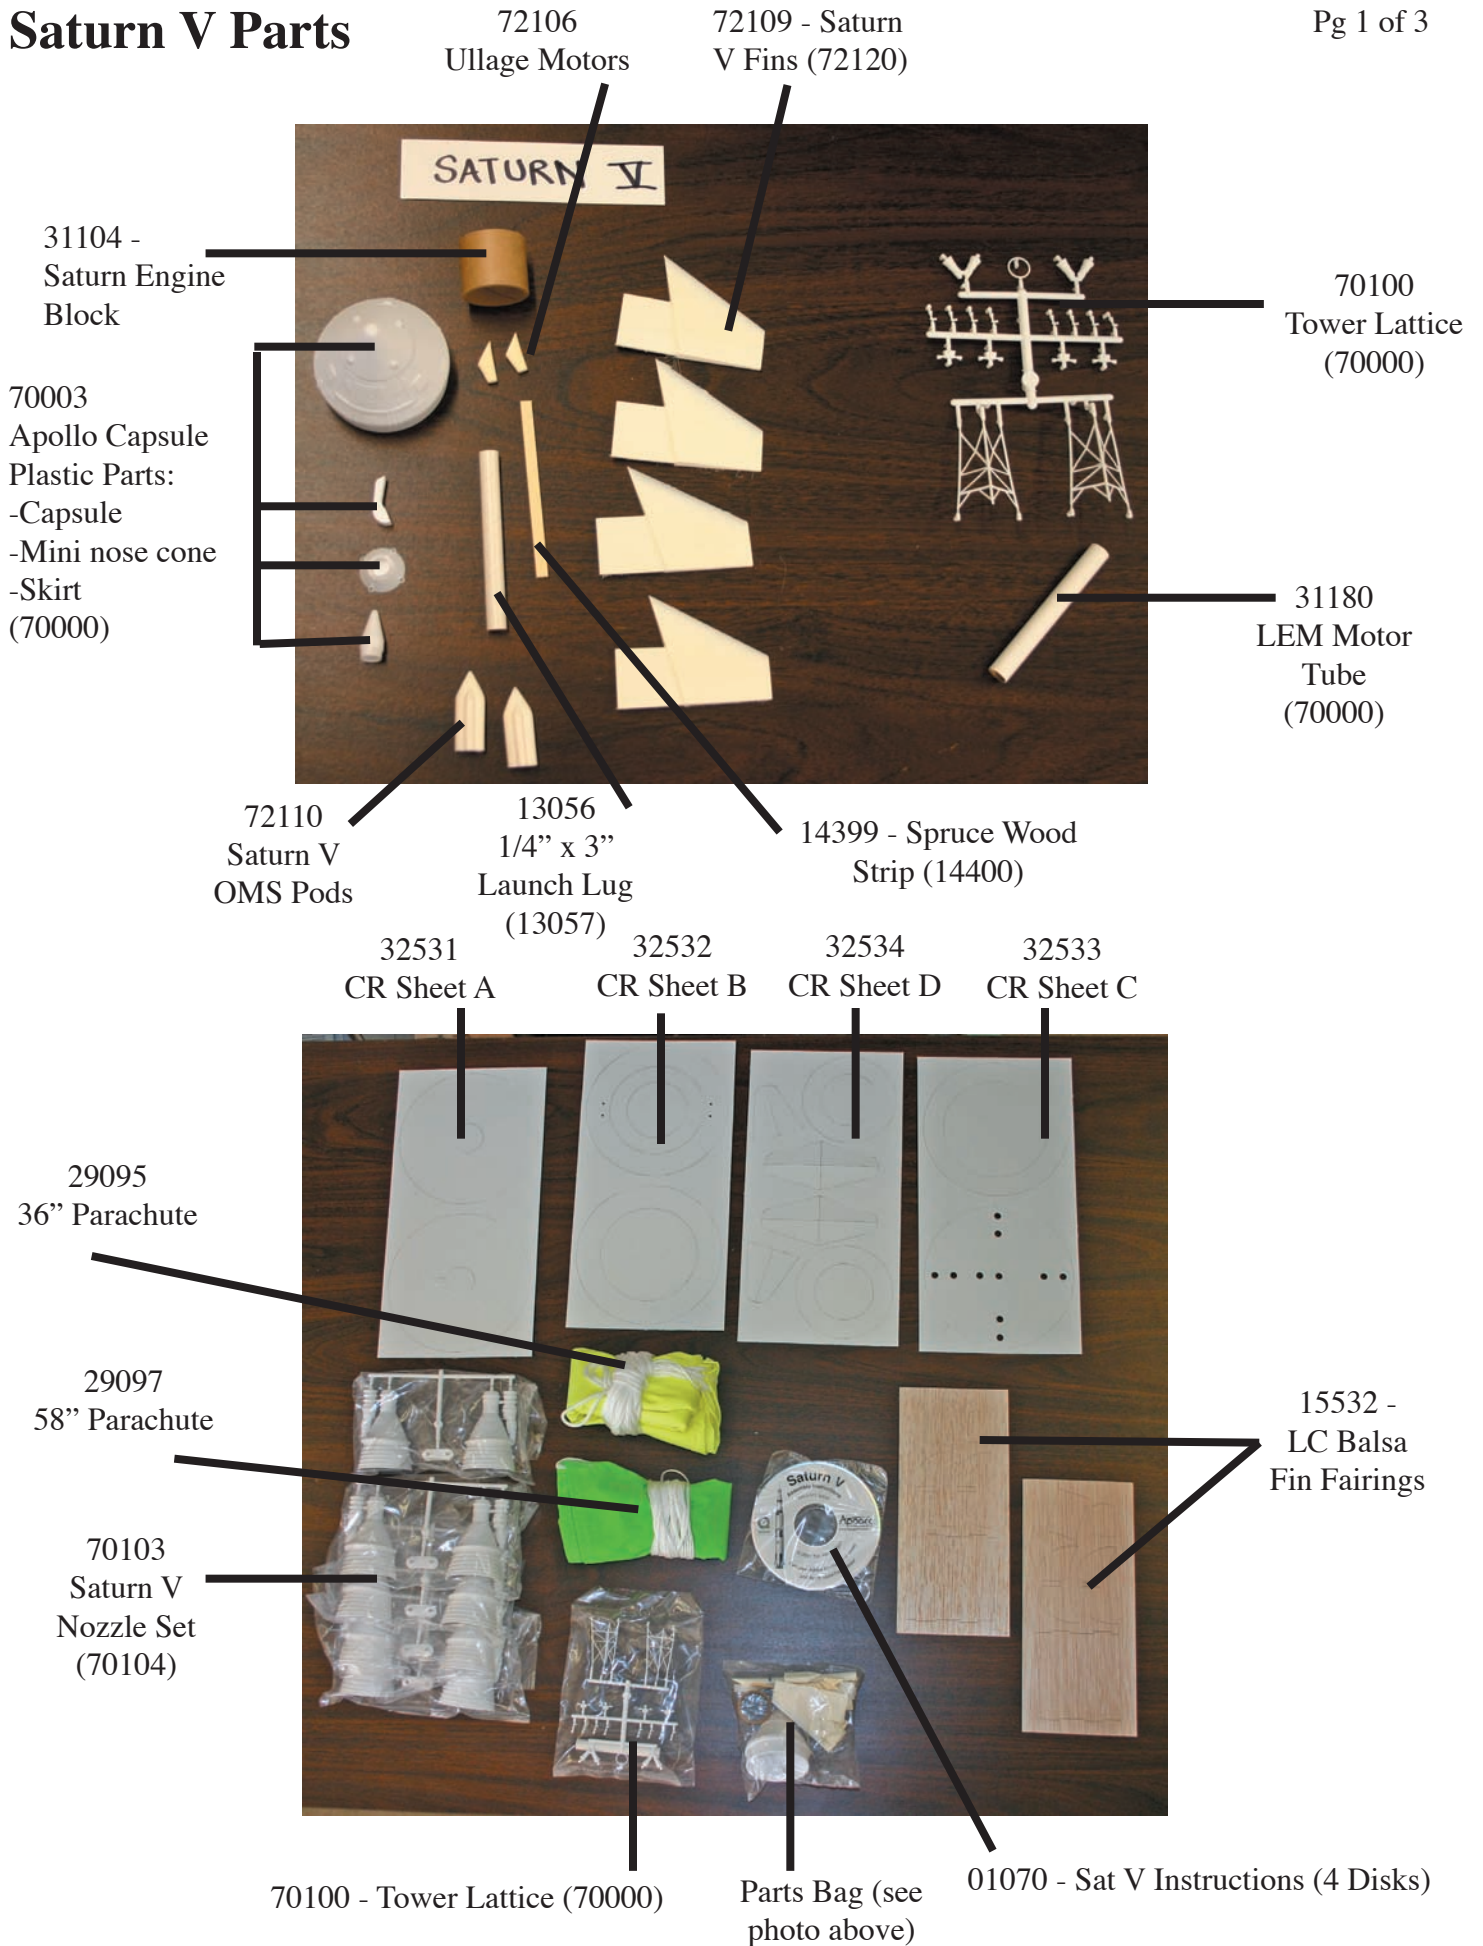 Saturn V Parts
Pg 1 of 3
72106
Ullage Motors
72109 - Saturn
V Fins (72120)
SATURN V
31104 -
Saturn Engine
Block
70003
Apollo Capsule
Plastic Parts:
-Capsule
-Mini nose cone
-Skirt
(70000)
70100
Tower Lattice
(70000)
31180
LEM Motor
Tube
(70000)
72110
Saturn V
OMS Pods
13056
1/4” x 3”
Launch Lug
(13057)
14399 - Spruce Wood
Strip (14400)
32531
CR Sheet A
32532
CR Sheet B
32534
CR Sheet D
32533
CR Sheet C
29095
36” Parachute
29097
58” Parachute
70103
Saturn V
Nozzle Set
(70104)
Saturn V
Apogee
15532 -
LC Balsa
Fin Fairings
70100 - Tower Lattice (70000)
Parts Bag (see
photo above)
01070 - Sat V Instructions (4 Disks)